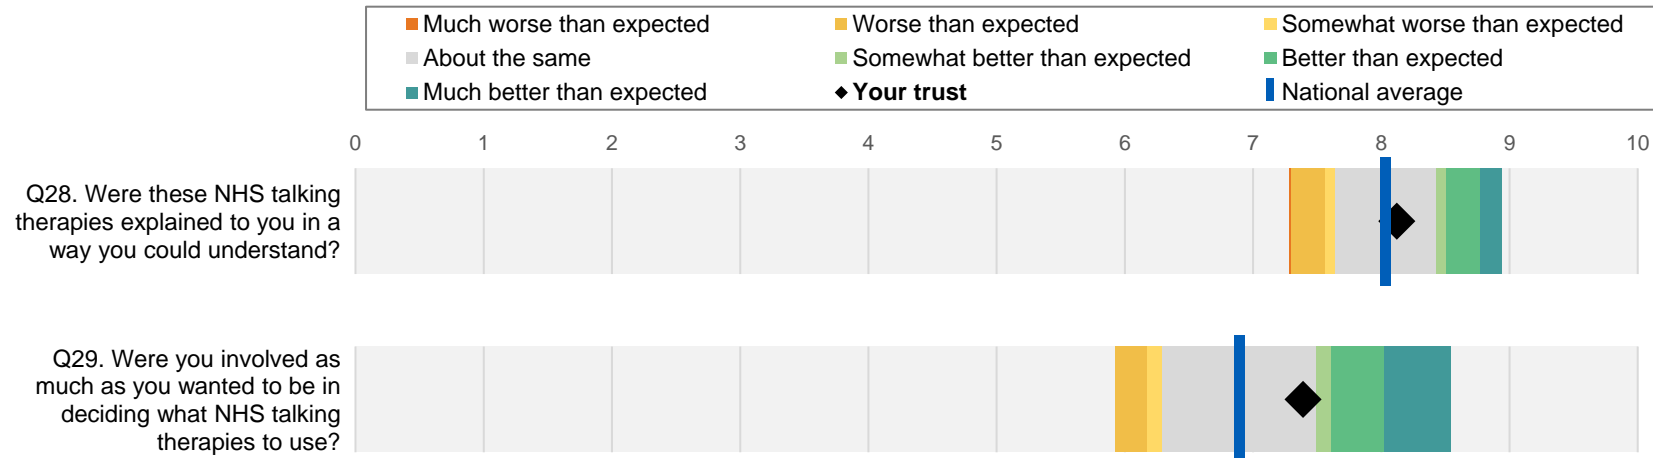 Much worse than expected
Worse than expected
Somewhat worse than expected
About the same
Somewhat better than expected
Better than expected
Much better than expected
Your trust
National average
0 1 2 3 4 5 6 7 8 9 10
Q28. Were these NHS talking
therapies explained to you in a
way you could understand?
Q29. Were you involved as
much as you wanted to be in
deciding what NHS talking
therapies to use?